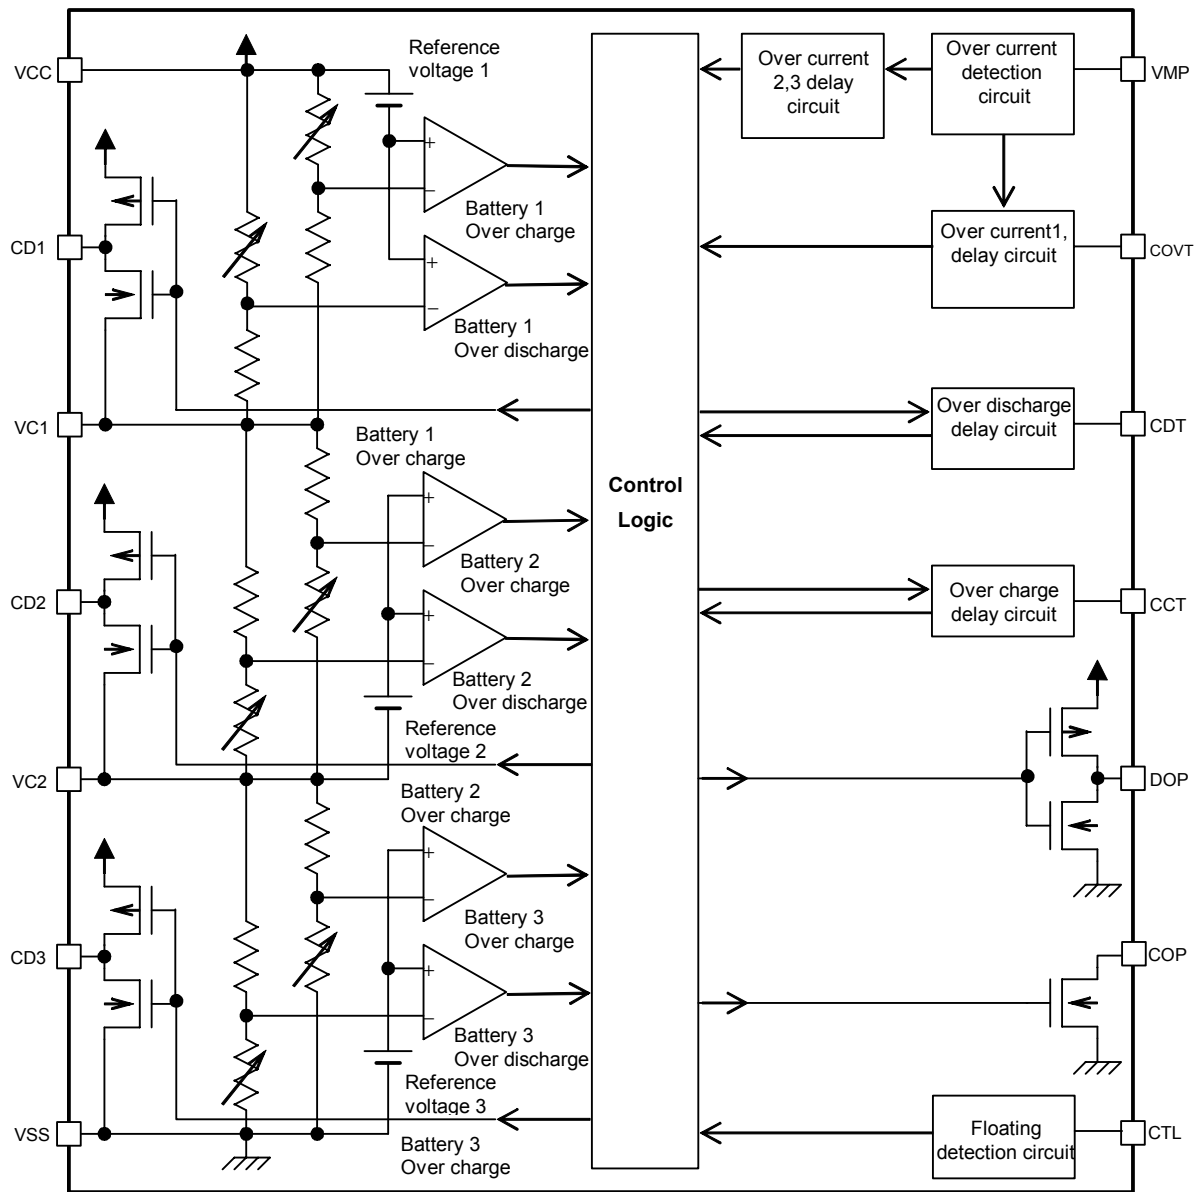 VCC
Reference
voltage 1
Over current
2,3 delay
circuit
Over current
detection
circuit
VMP
+
−
Battery 1
Over charge
CD1
+
−
Battery 1
Over discharge
Over current1,
delay circuit
COVT
VC1
Battery 1
Over charge
Over discharge
delay circuit
CDT
Control
Logic
+
−
Battery 2
Over charge
CD2
+
−
Battery 2
Over discharge
Over charge
delay circuit
CCT
Reference
voltage 2
VC2
DOP
Battery 2
Over charge
+
−
Battery 3
Over charge
CD3
+
−
Battery 3
Over discharge
COP
Reference
voltage 3
VSS
Battery 3
Over charge
Floating
detection circuit
CTL